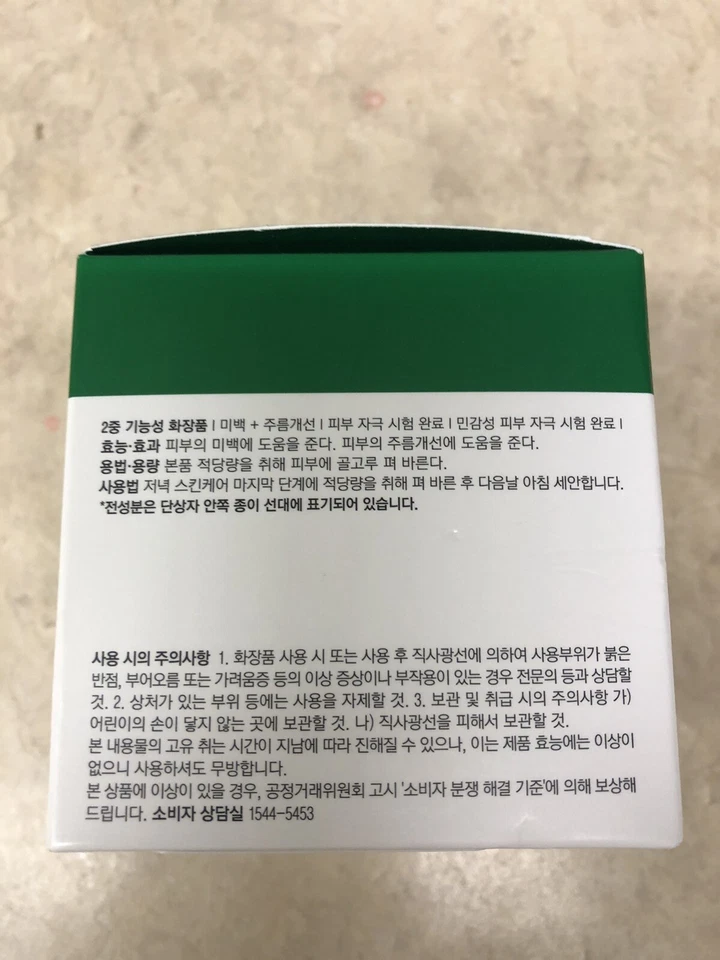 2중 기능성 화장품 | 미백 + 주름개선 | 피부 자극 시험 완료 | 민감성 피부 자극 시험 완료 |
효능·효과 피부의 미백에 도움을 준다. 피부의 주름개선에 도움을 준다.
용법·용량 본품 적당량을 취해 피부에 골고루 펴 바른다.
사용법 저녁 스킨케어 마지막 단계에 적당량을 취해 펴 바른 후 다음날 아침 세안합니다.
*전성분은 단상자 안쪽 종이 선대에 표기되어 있습니다.
사용 시의 주의사항 1. 화장품 사용 시 또는 사용 후 직사광선에 의하여 사용부위가 붉은
반점, 부어오름 또는 가려움증 등의 이상 증상이나 부작용이 있는 경우 전문의 등과 상담할
것. 2. 상처가 있는 부위 등에는 사용을 자제할 것. 3. 보관 및 취급 시의 주의사항 가)
어린이의 손이 닿지 않는 곳에 보관할 것. 나) 직사광선을 피해서 보관할 것.
본 내용물의 고유 취는 시간이 지남에 따라 진해질 수 있으나, 이는 제품 효능에는 이상이
없으니 사용하셔도 무방합니다.
본 상품에 이상이 있을 경우, 공정거래위원회 고시 '소비자 분쟁 해결 기준'에 의해 보상해
드립니다. 소비자 상담실 1544-5453